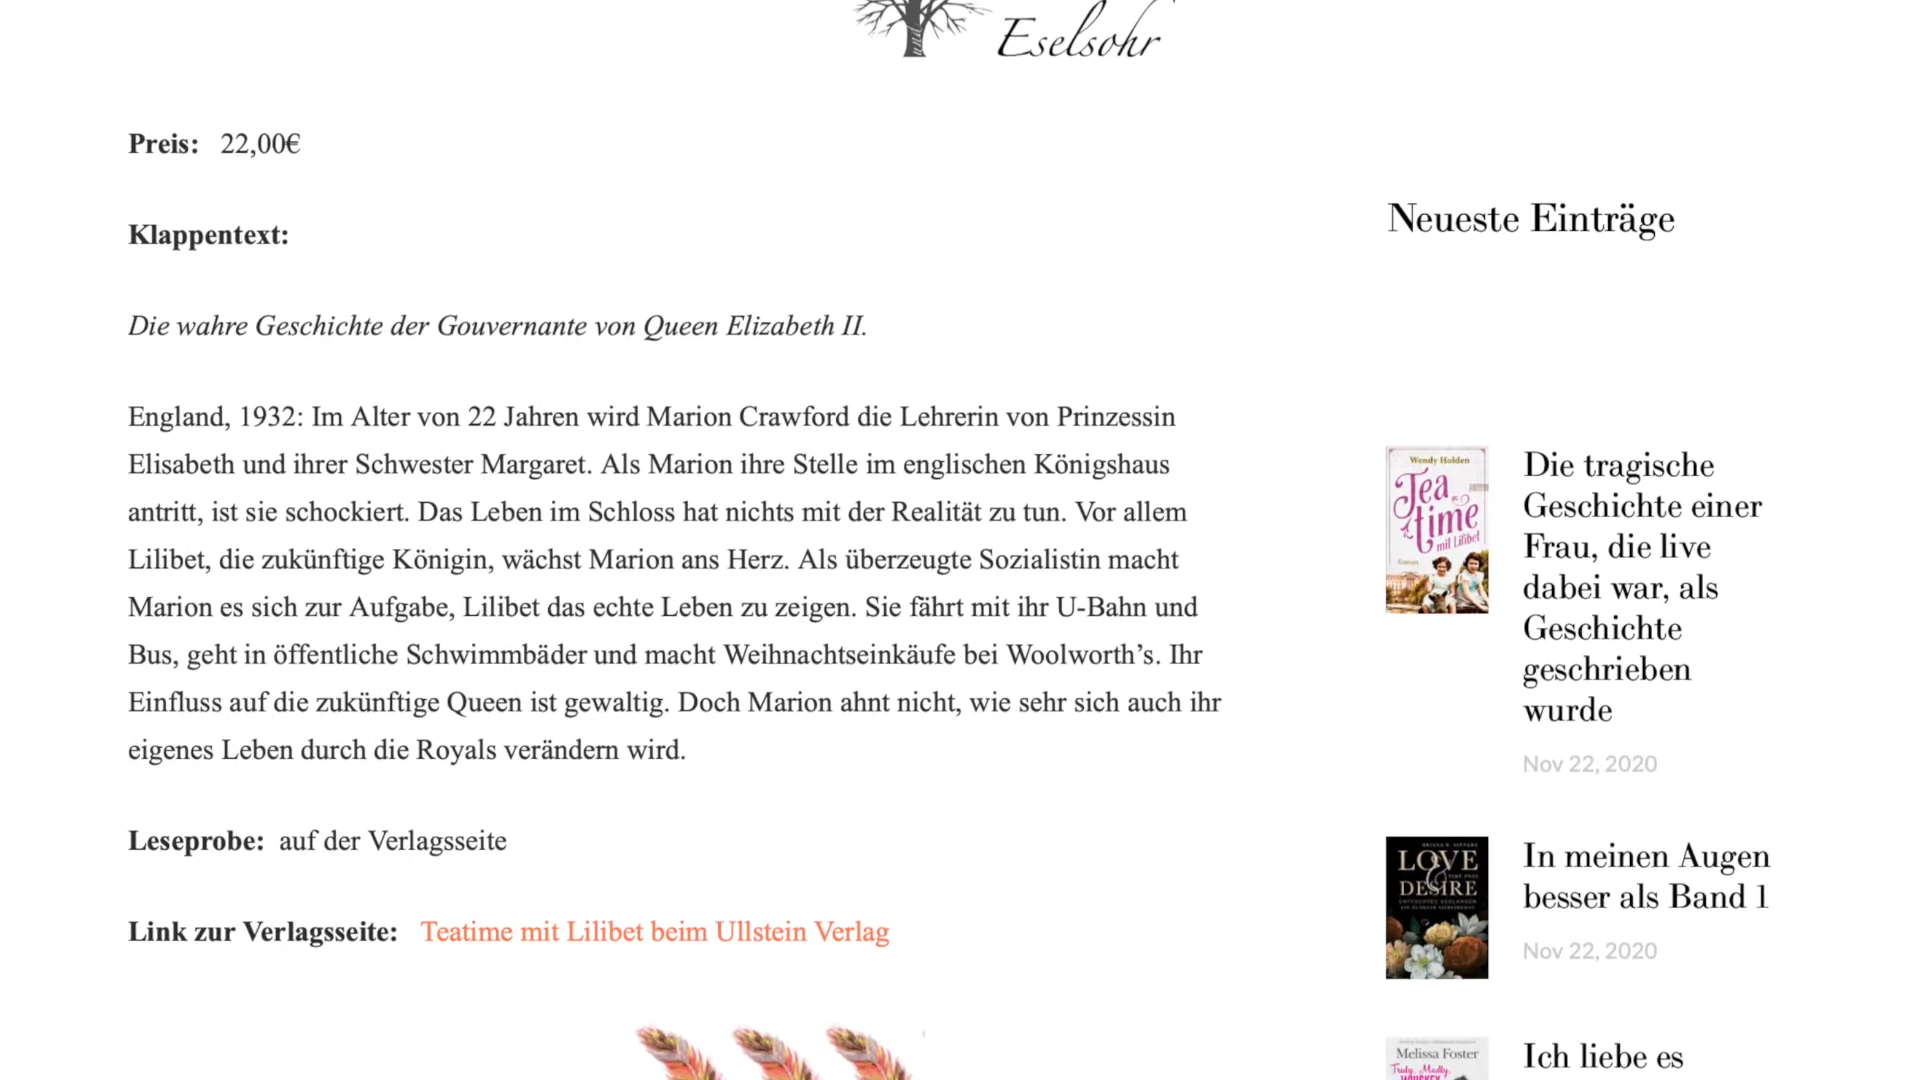 und
Eselsohr
Preis: 22,00€
Klappentext:
Die wahre Geschichte der Gouvernante von Queen Elizabeth II.
England, 1932: Im Alter von 22 Jahren wird Marion Crawford die Lehrerin von Prinzessin
Elisabeth und ihrer Schwester Margaret. Als Marion ihre Stelle im englischen Königshaus
antritt, ist sie schockiert. Das Leben im Schloss hat nichts mit der Realität zu tun. Vor allem
Lilibet, die zukünftige Königin, wächst Marion ans Herz. Als überzeugte Sozialistin macht
Marion es sich zur Aufgabe, Lilibet das echte Leben zu zeigen. Sie fährt mit ihr U-Bahn und
Bus, geht in öffentliche Schwimmbäder und macht Weihnachtseinkäufe bei Woolworth’s. Ihr
Einfluss auf die zukünftige Queen ist gewaltig. Doch Marion ahnt nicht, wie sehr sich auch ihr
eigenes Leben durch die Royals verändern wird.
Leseprobe: auf der Verlagsseite
Link zur Verlagsseite: Teatime mit Lilibet beim Ullstein Verlag
Neueste Einträge
Wendy Holden
Tea
time
mit Lilibet
Roman
Die tragische
Geschichte einer
Frau, die live
dabei war, als
Geschichte
geschrieben
wurde
Nov 22, 2020
LOVE
&
DESIRE
In meinen Augen
besser als Band 1
Nov 22, 2020
Melissa Foster
Truly, Madly,
WHISKEY
Ich liebe es